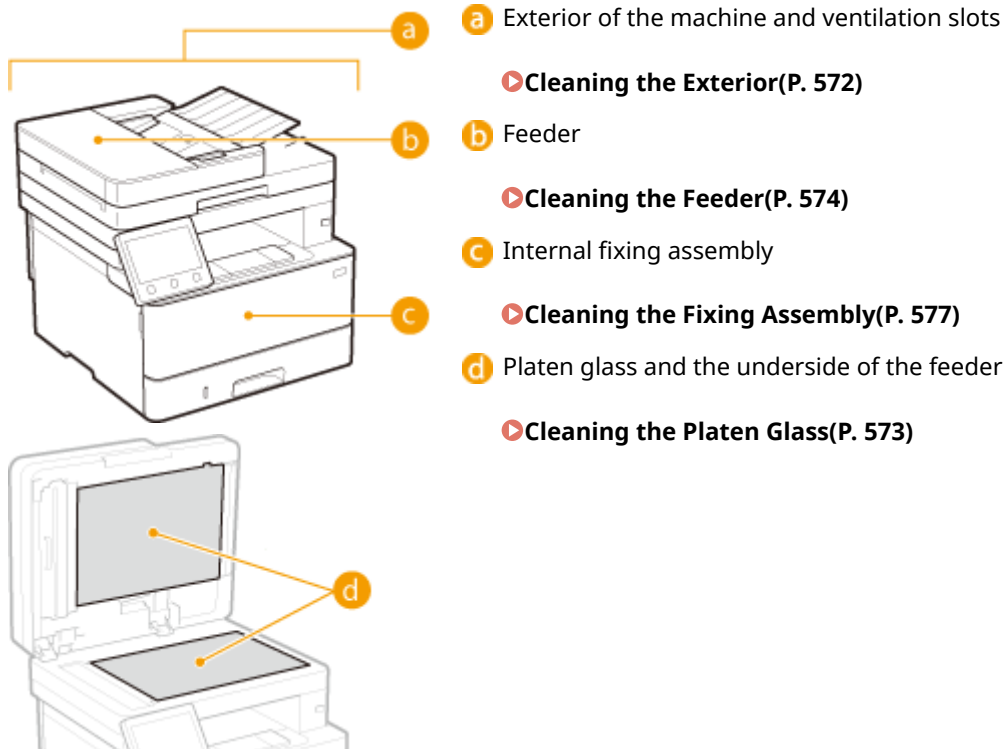 a
a Exterior of the machine and ventilation slots
Cleaning the Exterior(P. 572)
b
b Feeder
Cleaning the Feeder(P. 574)
c Internal fixing assembly
c
Cleaning the Fixing Assembly(P. 577)
d Platen glass and the underside of the feeder
Cleaning the Platen Glass(P. 573)
d